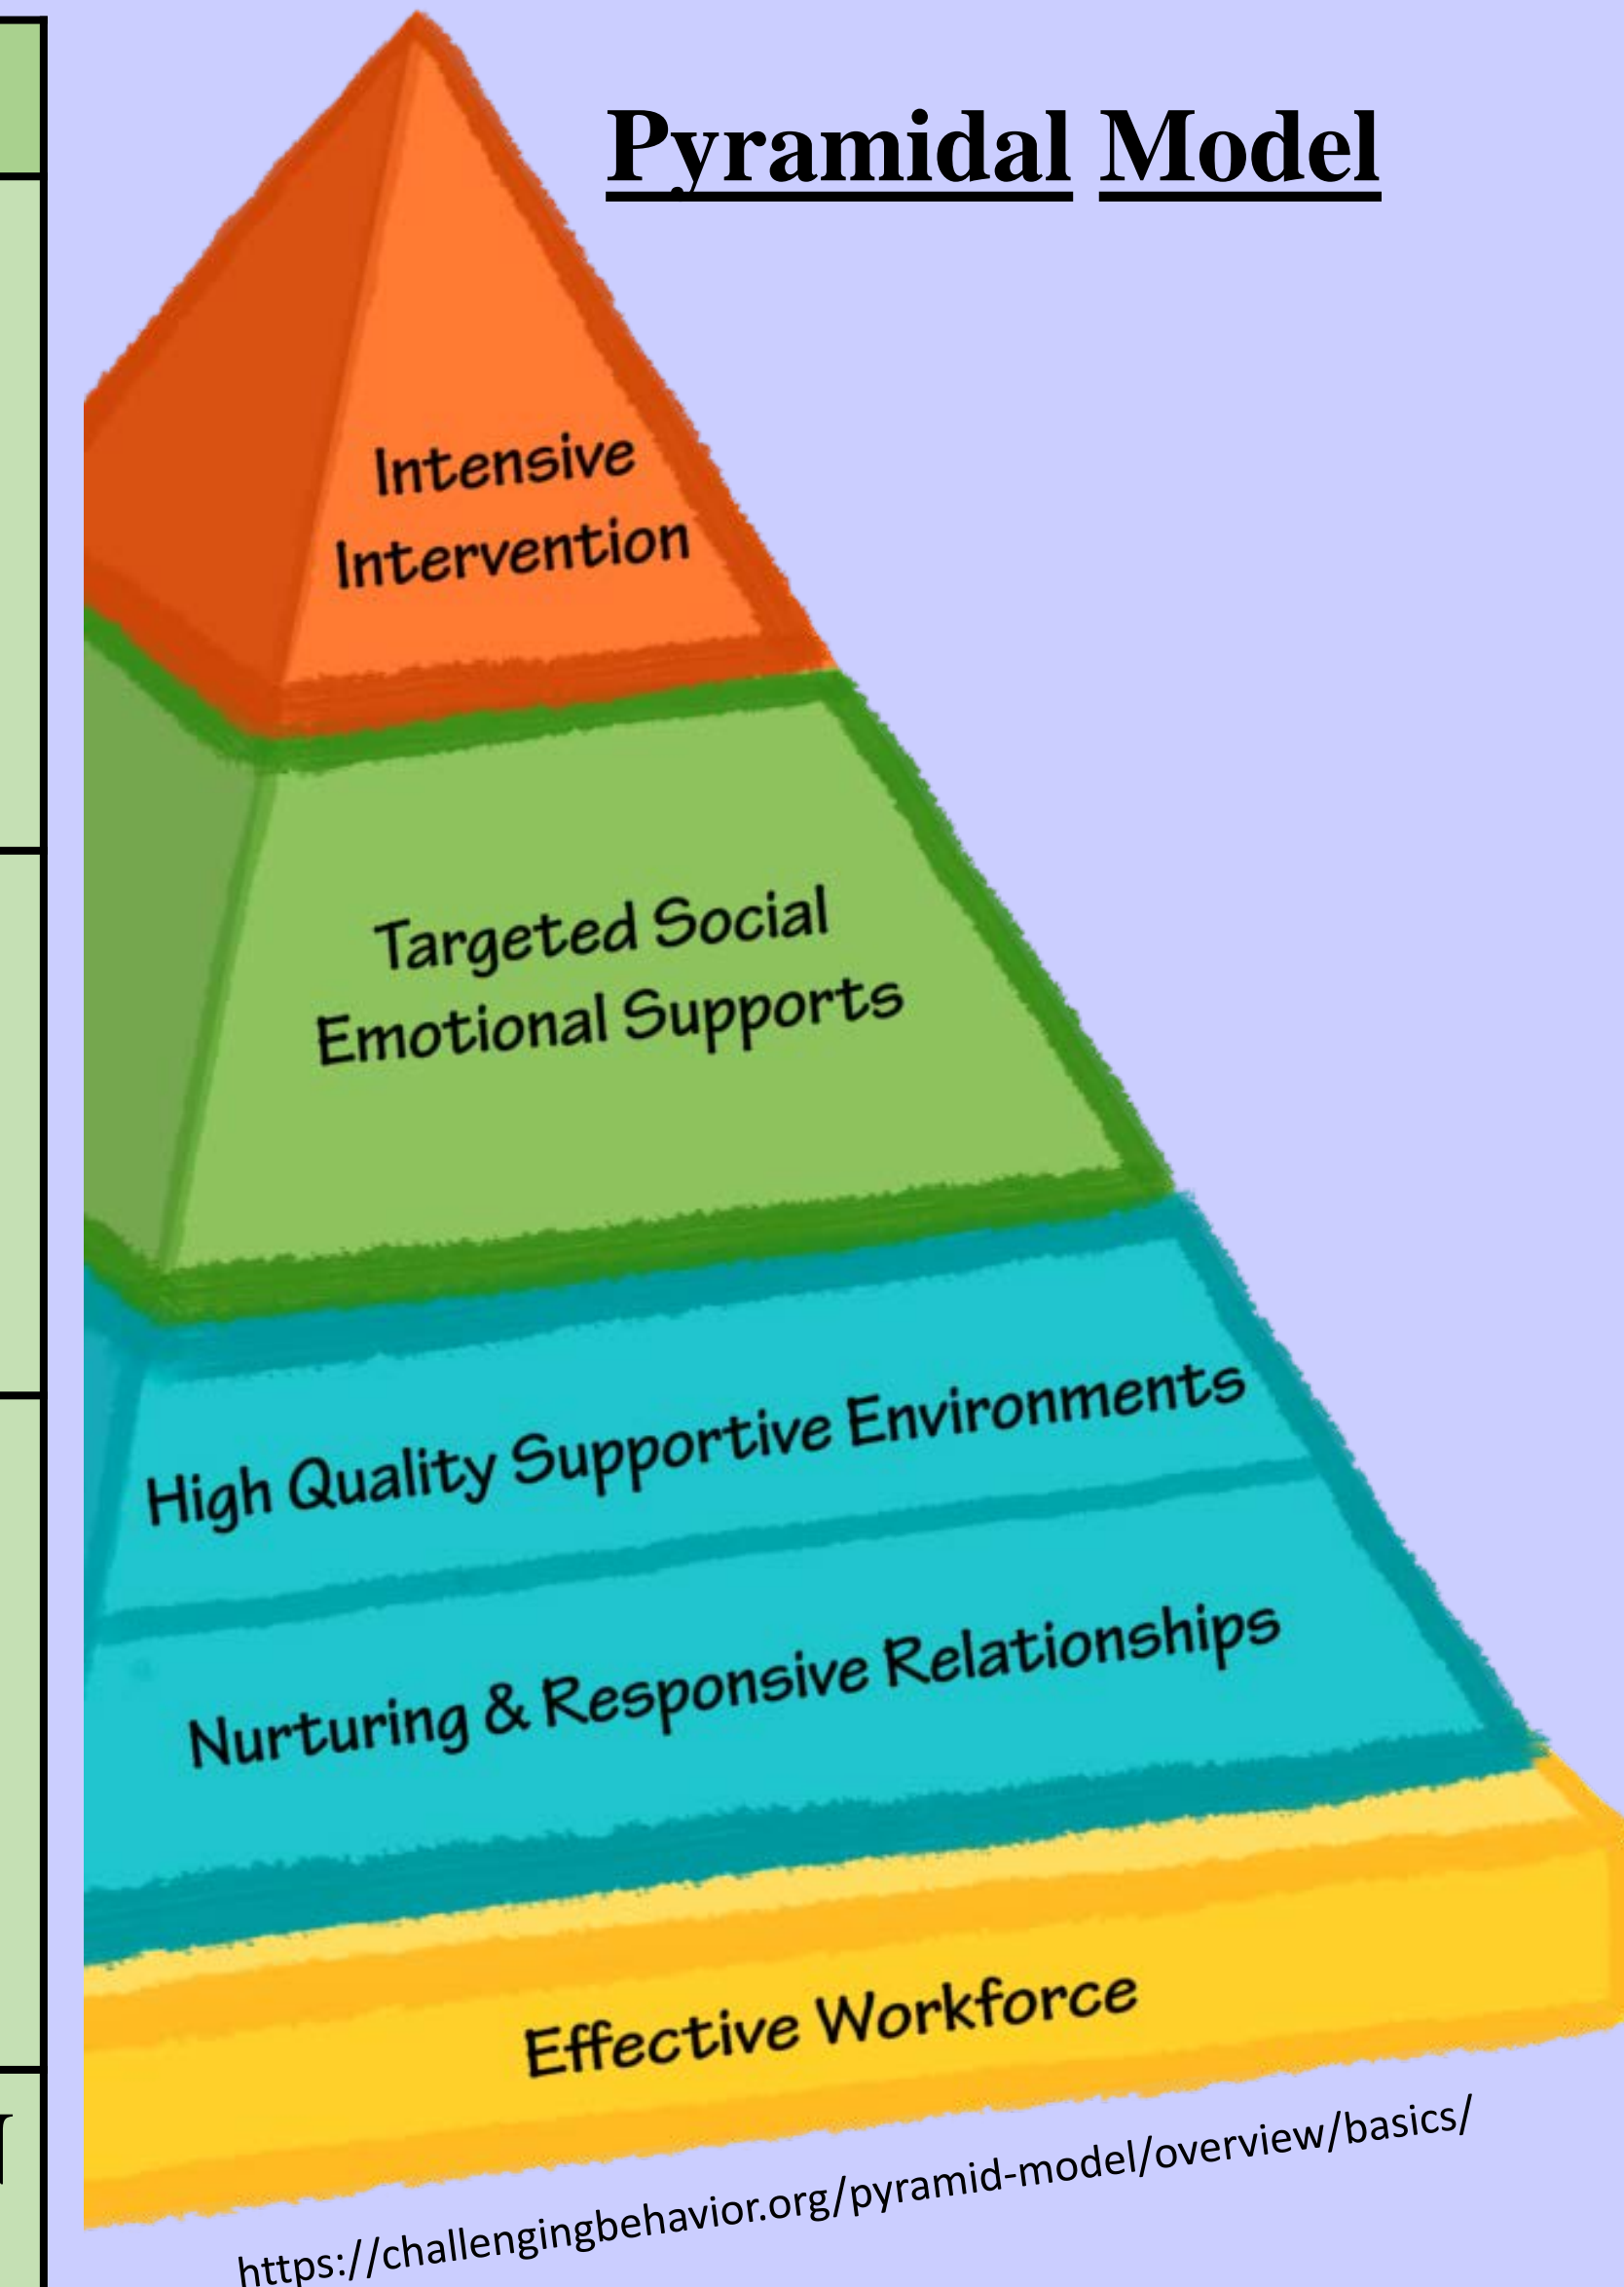 Pyramidal Model
Intensive
Intervention
Targeted Social
Emotional Supports
High Quality Supportive Environments
Nurturing & Responsive Relationships
Effective Workforce
https://challengingbehavior.org/pyramid-model/overview/basics/